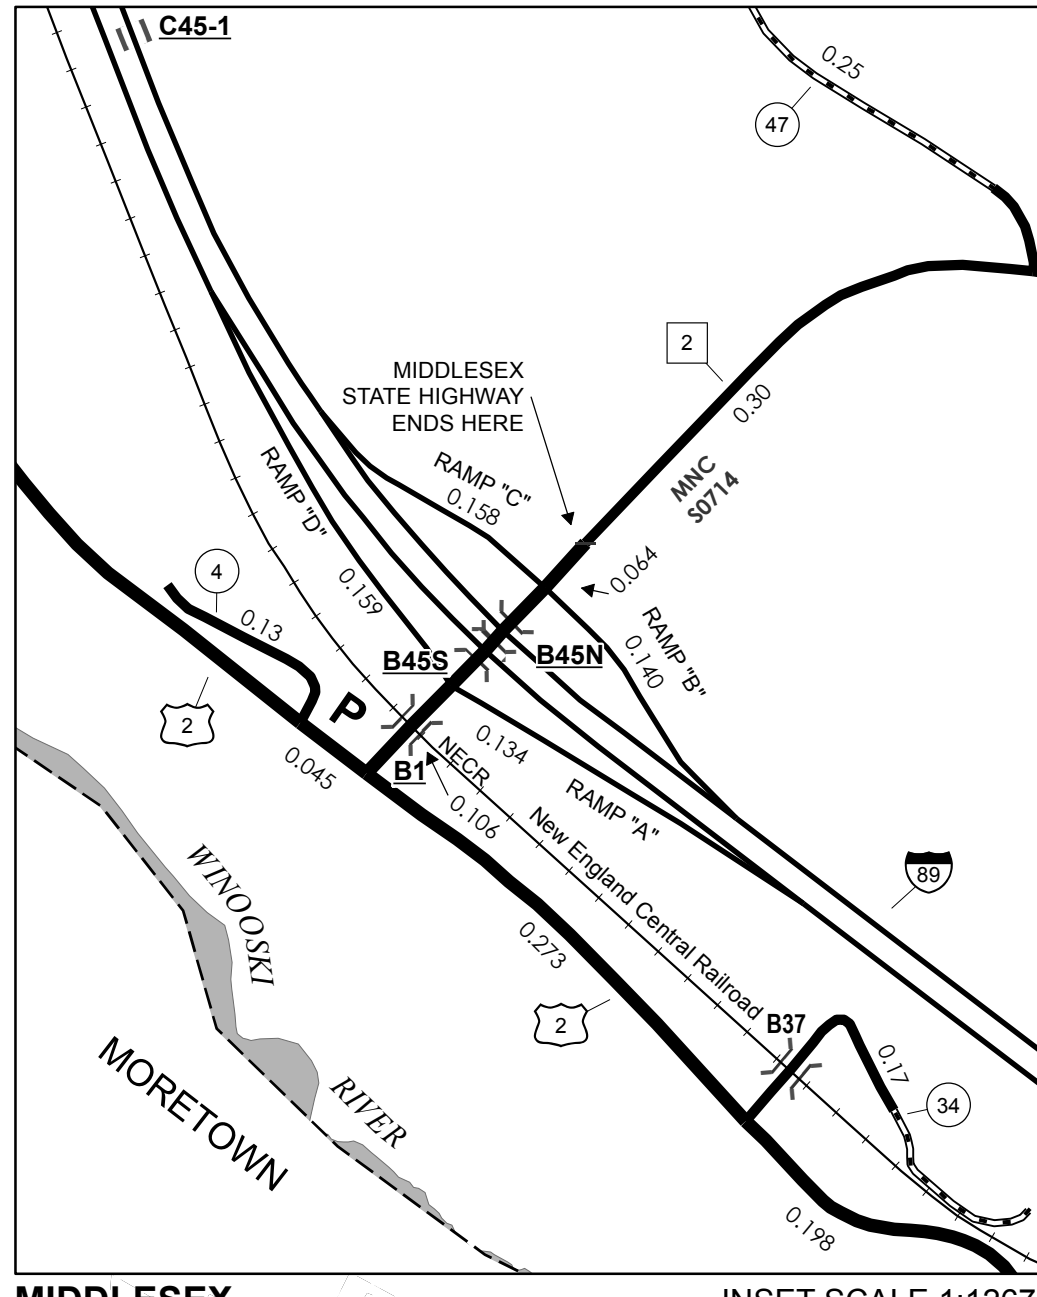 C45-1
0.25
47
2
MIDDLESEX
STATE HIGHWAY
ENDS HERE
0.30
MNC
S0714
RAMP "C"
0.158
RAMP "D"
0.159
0.064
4
0.13
RAMP "B"
0.140
B45S
B45N
2
P
0.045
B1
NECR
0.134
0.106
RAMP "A"
New England Central Railroad
89
WINOOSKI
0.273
2
B37
0.17
34
MORETOWN
RIVER
0.198
MIDDLESEX
INSET SCALE 1:1267